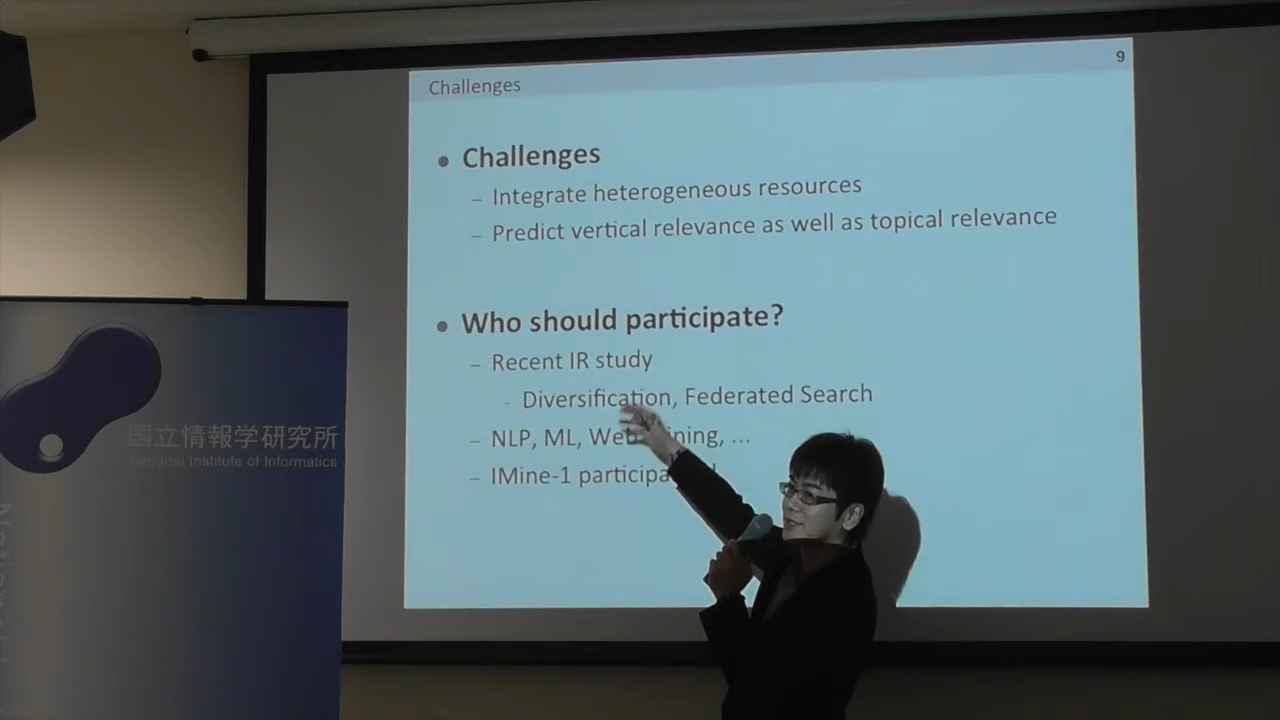 Challenges
9
• Challenges
– Integrate heterogeneous resources
– Predict vertical relevance as well as topical relevance
• Who should participate?
– Recent IR study
- Diversification, Federated Search
– NLP, ML, Web
– IMine-1
国立情報学研究所
National Institute of Informatics